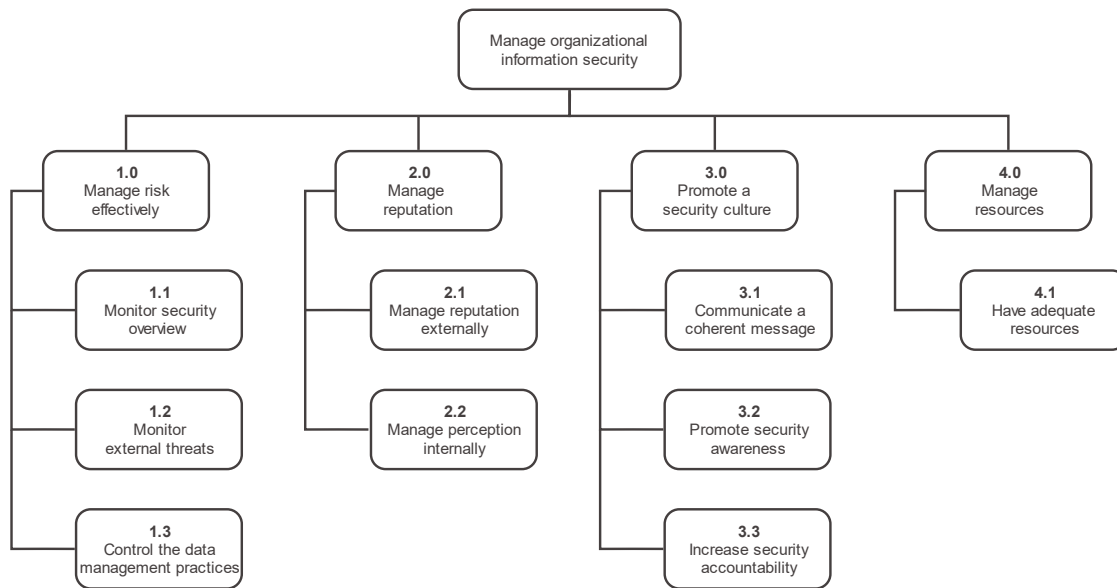 Manage organizational
information security
1.0
Manage risk
effectively
2.0
Manage
reputation
3.0
Promote a
security culture
4.0
Manage
resources
1.1
Monitor security
overview
2.1
Manage reputation
externally
3.1
Communicate a
coherent message
4.1
Have adequate
resources
1.2
Monitor
external threats
2.2
Manage perception
internally
3.2
Promote security
awareness
1.3
Control the data
management practices
3.3
Increase security
accountability